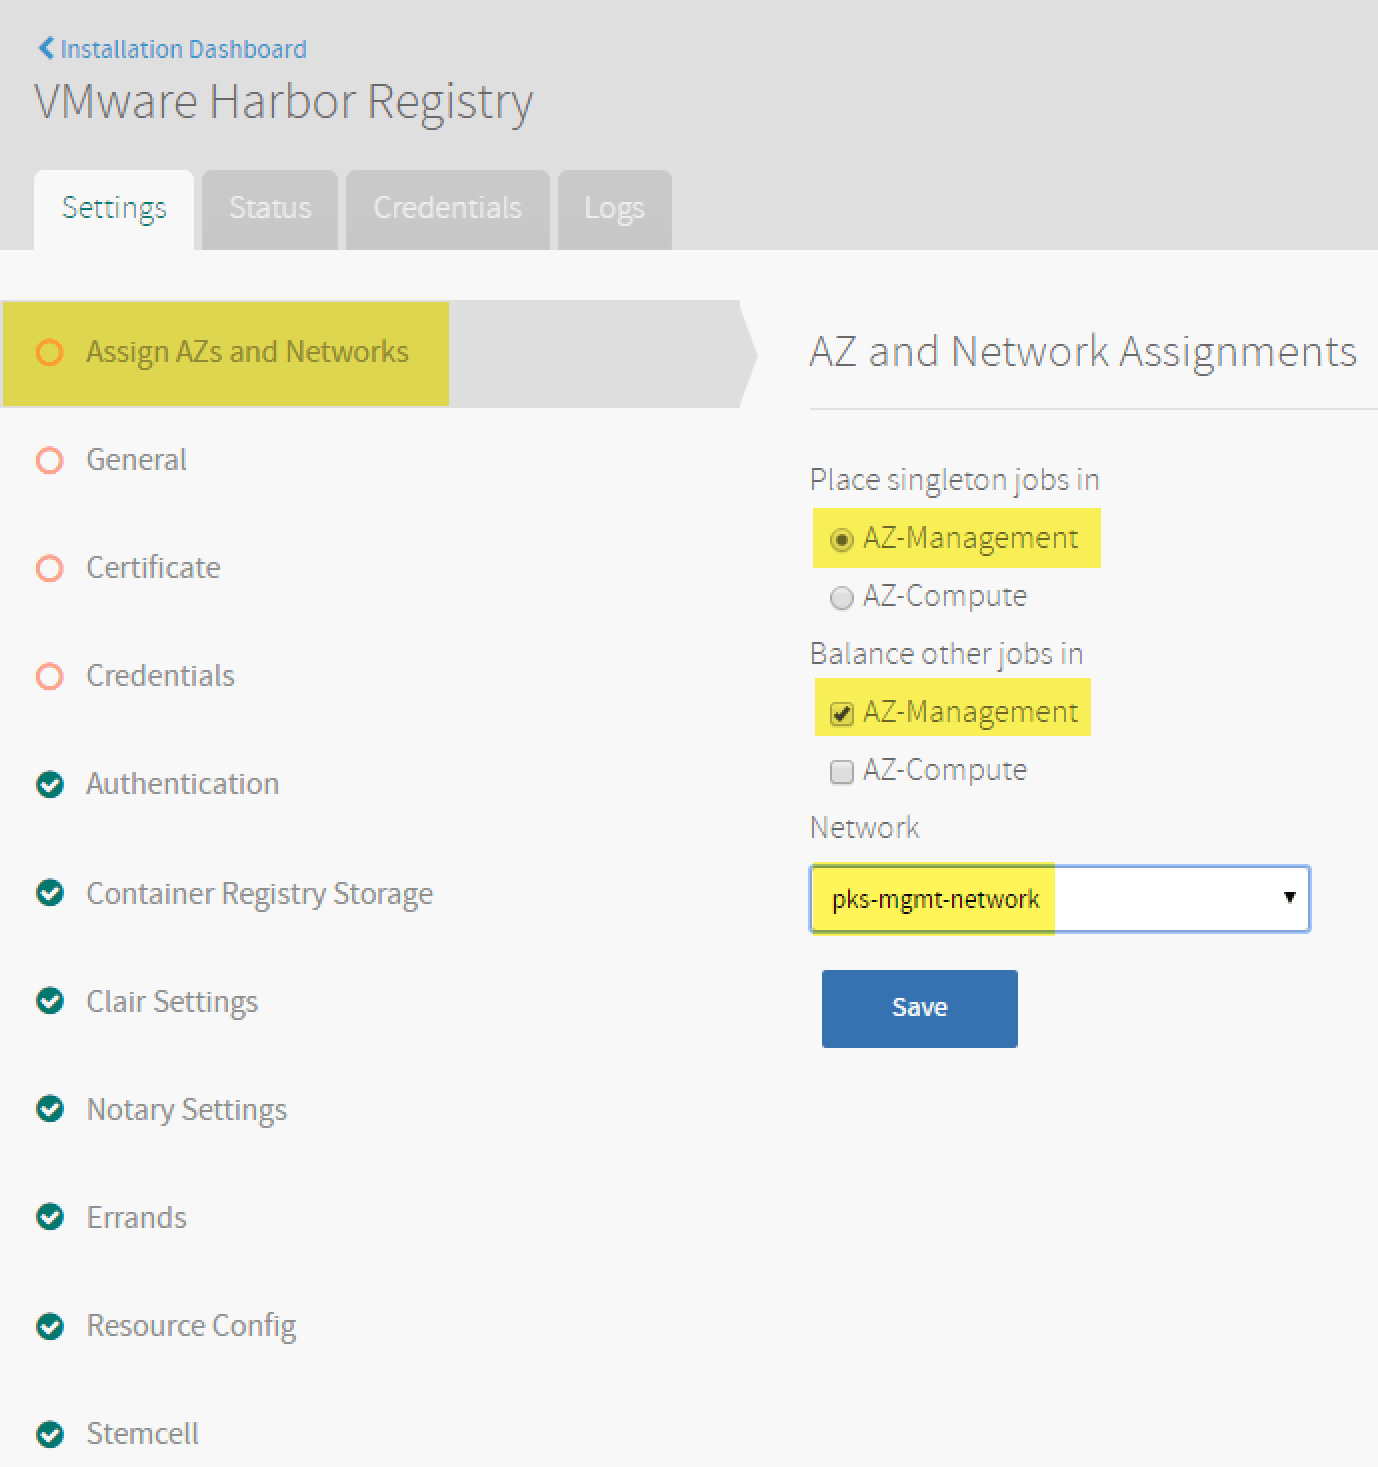 Installation Dashboard
VMware Harbor Registry
Settings
Status
Credentials
Logs
Assign AZs and Networks
General
Certificate
Credentials
Authentication
Container Registry Storage
Clair Settings
Notary Settings
Errands
Resource Config
Stemcell
AZ and Network Assignments
Place singleton jobs in
AZ-Management
AZ-Compute
Balance other jobs in
AZ-Management
AZ-Compute
Network
pks-mgmt-network
Save